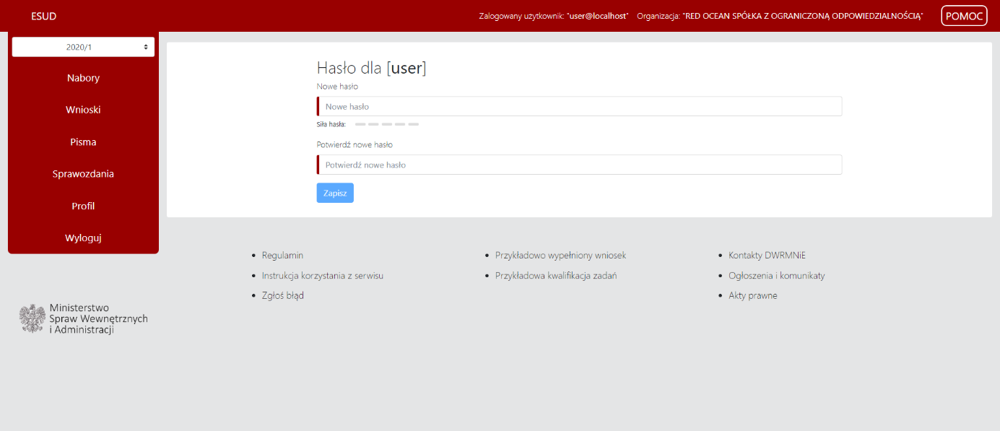 ESUD
Zalogowany użytkownik: "user@localhost" Organizacja: "RED OCEAN SPÓŁKA Z OGRANICZONĄ ODPOWIEDZIALNOŚCIĄ"
POMOC
2020/1
Nabory
Wnioski
Pisma
Sprawozdania
Profil
Wyloguj
Hasło dla [user]
Nowe hasło
Nowe hasło
Siła hasła:
Potwierdź nowe hasło
Potwierdź nowe hasło
Zapisz
Regulamin
Instrukcja korzystania z serwisu
Zgłoś błąd
Przykładowo wypełniony wniosek
Przykładowa kwalifikacja zadań
Kontakty DWRMNiE
Ogłoszenia i komunikaty
Akty prawne
Ministerstwo
Spraw Wewnętrznych
i Administracji